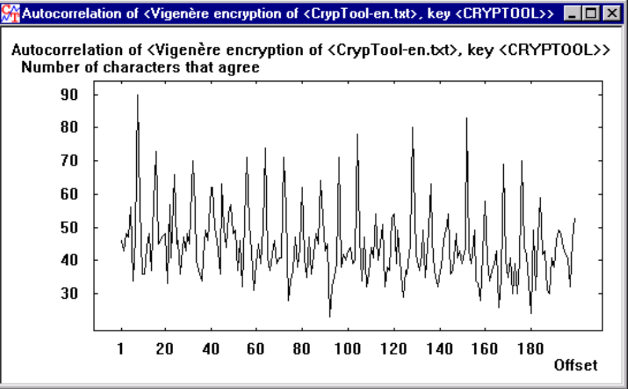 Autocorrelation of <Vigenère encryption of <CrypTool-en.txt>, key <CRYPTOOL>>
Autocorrelation of <Vigenère encryption of <CrypTool-en.txt>, key <CRYPTOOL>>
Number of characters that agree
90
80
70
60
50
40
30
1 20 40 60 80 100 120 140 160 180
Offset